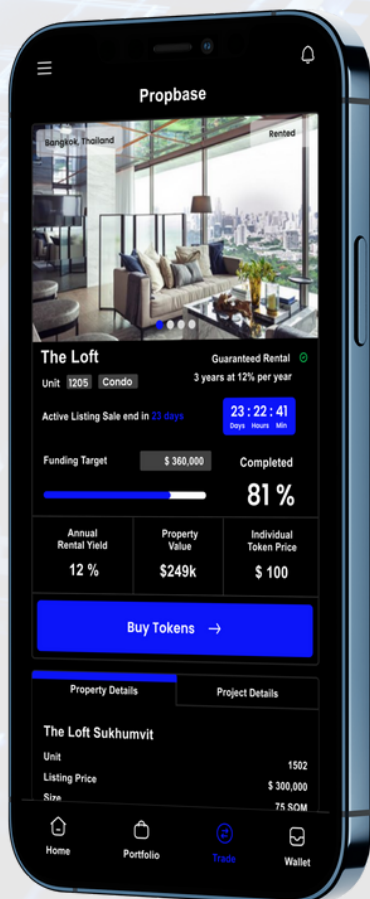 Propbase
Bangkok, Thailand Rented
The Loft Guaranteed Rental
Unit 1205 Condo 3 years at 12% per year
Active Listing Sale end in 23 days 23 : 22 : 41
Days Hours Min
Funding Target $ 360,000 Completed
81 %
Annual Rental Yield Property Value Individual Token Price
12 % $249k $ 100
Buy Tokens →
Property Details Project Details
The Loft Sukhumvit
Unit 1502
Listing Price $ 300,000
Size 75 SQM
Home Portfolio Trade Wallet